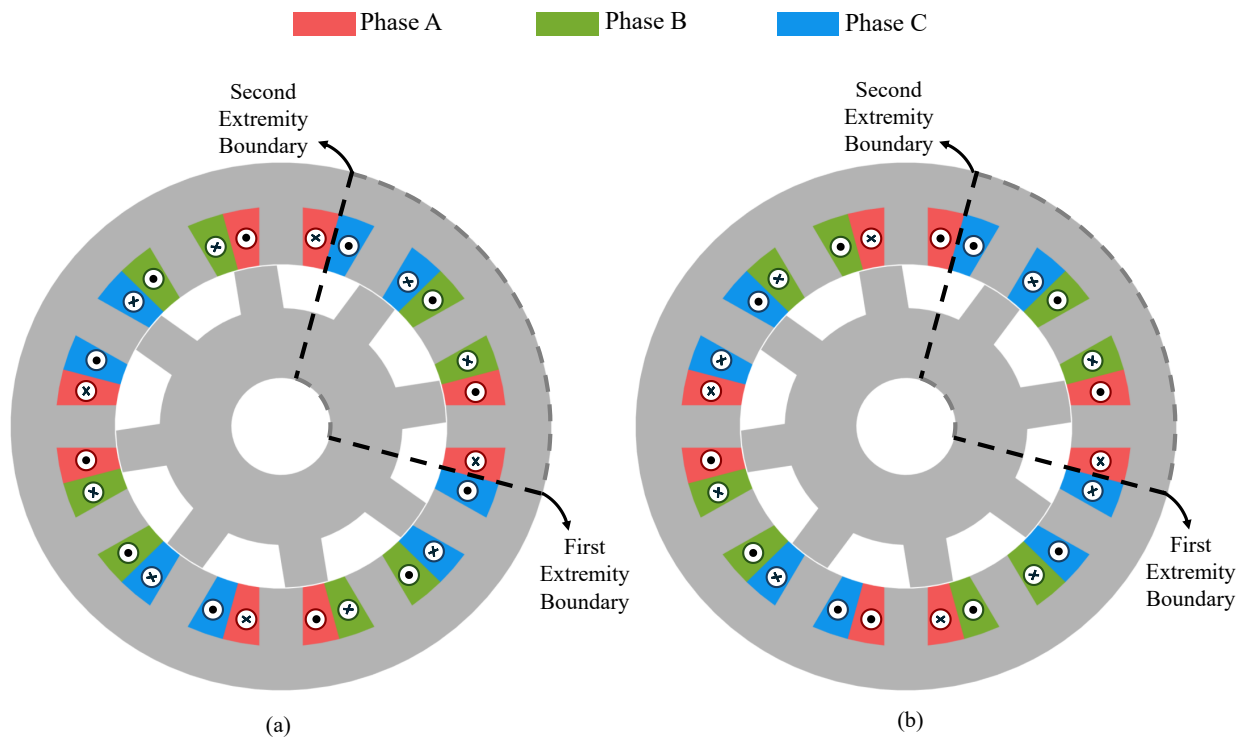 Phase A
Phase B
Phase C
Second
Extremity
Boundary
Second
Extremity
Boundary
First
Extremity
Boundary
First
Extremity
Boundary
(a)
(b)